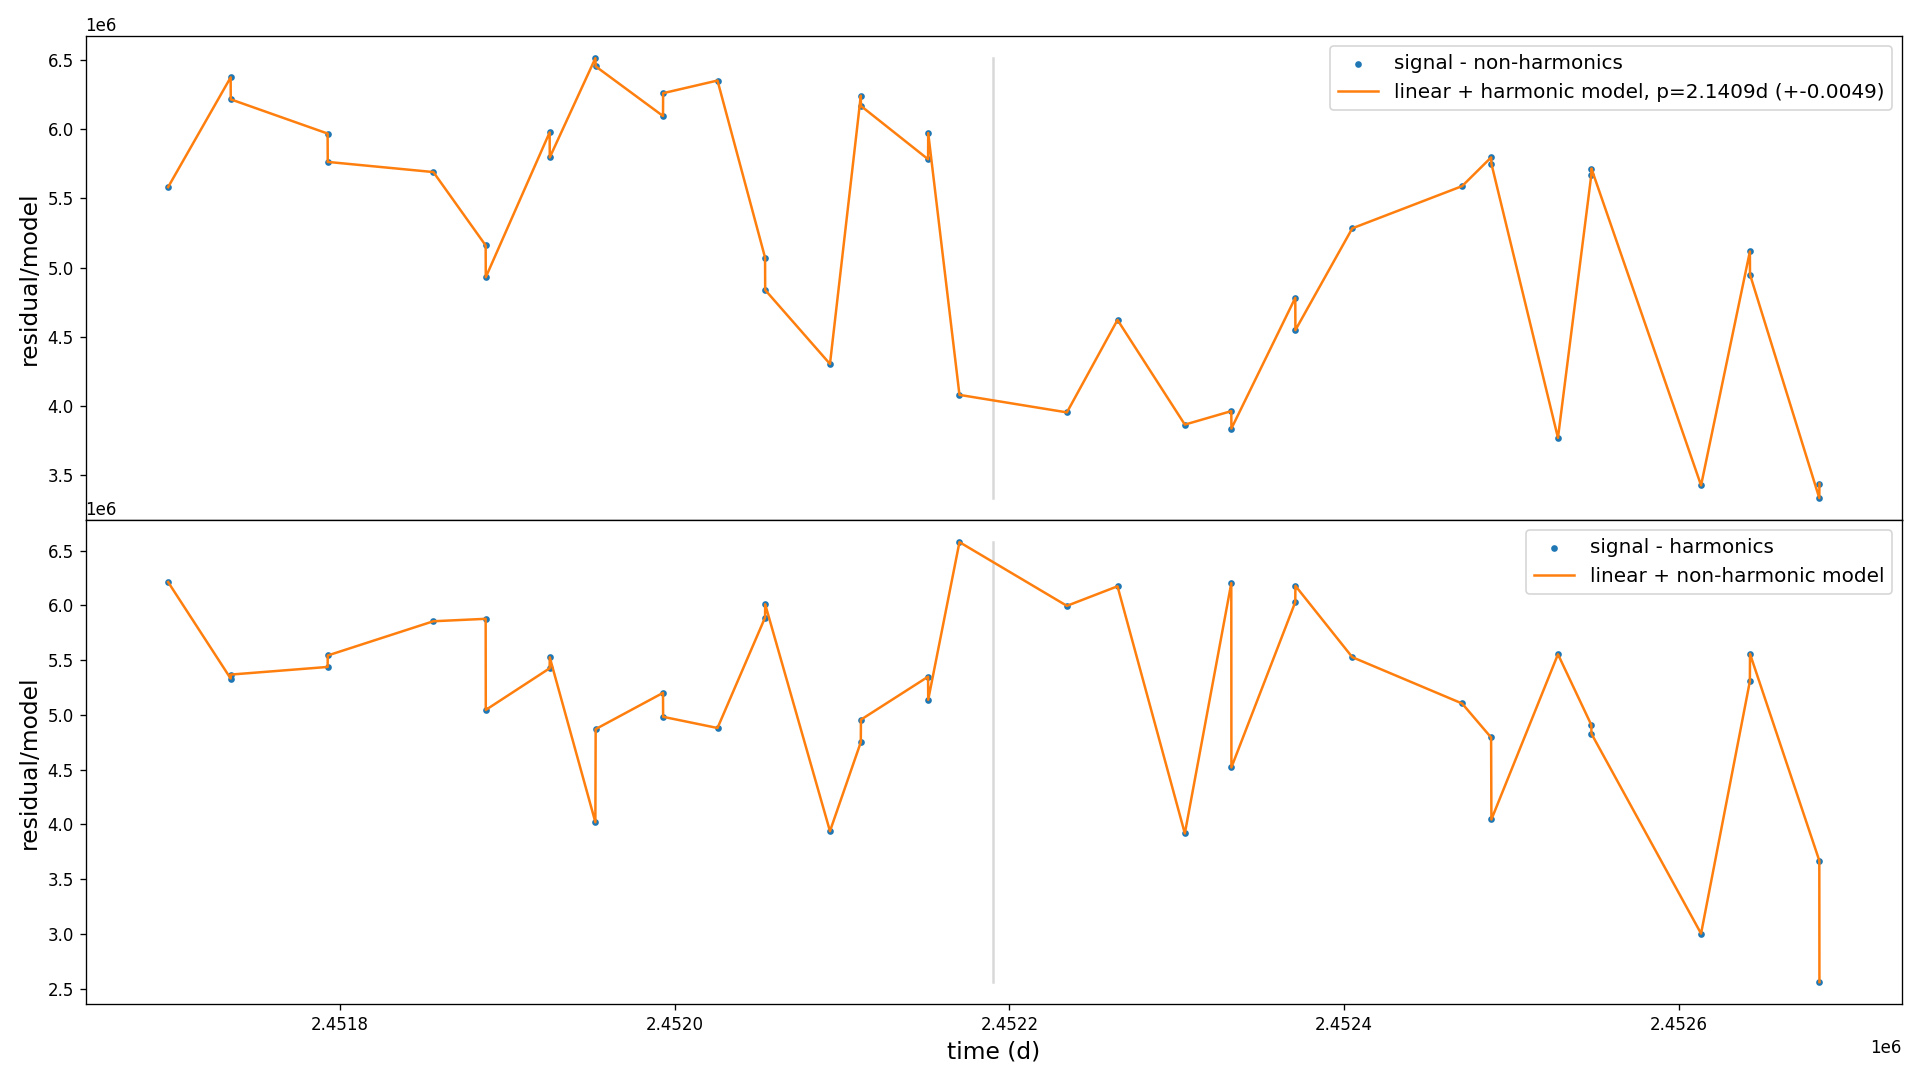 1e6
6.5
6.0
5.5
5.0
4.5
4.0
3.5
residual/model
signal - non-harmonics
linear + harmonic model, p=2.1409d (+-0.0049)
1e6
6.5
6.0
5.5
5.0
4.5
4.0
3.5
3.0
2.5
residual/model
signal - harmonics
linear + non-harmonic model
2.4518
2.4520
2.4522
2.4524
2.4526
1e6
time (d)